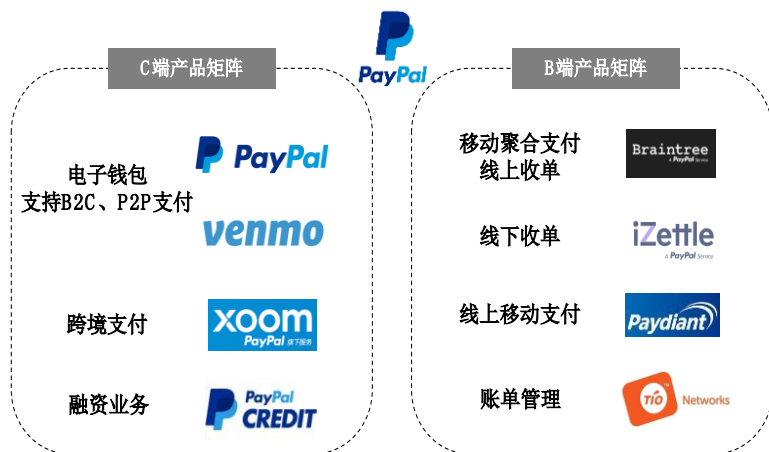 PayPal
C端产品矩阵
电子钱包
支持B2C、P2P支付
PayPal
venmo
跨境支付
xoom
PayPal 旗下服务
融资业务
PayPal
CREDIT
B端产品矩阵
移动聚合支付
线上收单
Braintree
A PayPal Service
线下收单
iZettle
A PayPal Service
线上移动支付
Paydiant
账单管理
TIO Networks